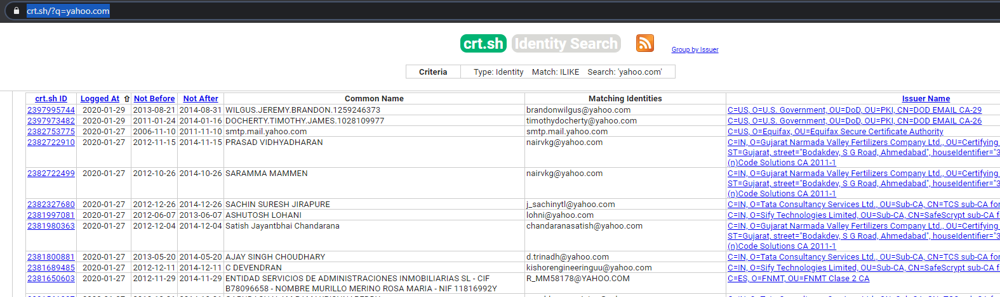 crt.sh/?q=yahoo.com
crt.sh Identity Search Group by Issuer
Criteria Type: Identity Match: ILIKE Search: 'yahoo.com'
crt.sh ID Logged At ⇧ Not Before Not After Common Name Matching Identities Issuer Name
2397995744 2020-01-29 2013-08-21 2014-08-31 WILGUS.JEREMY.BRANDON.1259246373 brandonwilgus@yahoo.com C=US, O=U.S. Government, OU=DoD, OU=PKI, CN=DOD EMAIL CA-29
2397973482 2020-01-29 2011-01-24 2014-01-16 DOCHERTY.TIMOTHY.JAMES.1028109977 timothydocherty@yahoo.com C=US, O=U.S. Government, OU=DoD, OU=PKI, CN=DOD EMAIL CA-26
2382753775 2020-01-27 2006-11-10 2011-11-10 smtp.mail.yahoo.com smtp.mail.yahoo.com C=US, O=Equifax, OU=Equifax Secure Certificate Authority
2382722910 2020-01-27 2012-11-15 2014-11-15 PRASAD VIDHYADHARAN nairvkg@yahoo.com C=IN, O=Gujarat Narmada Valley Fertilizers Company Ltd., OU=Certifying
ST=Gujarat, street="Bodakdev, S G Road, Ahmedabad", houseIdentifier="3
(n)Code Solutions CA 2011-1
2382722499 2020-01-27 2012-10-26 2014-10-26 SARAMMA MAMMEN nairvkg@yahoo.com C=IN, O=Gujarat Narmada Valley Fertilizers Company Ltd., OU=Certifying
ST=Gujarat, street="Bodakdev, S G Road, Ahmedabad", houseIdentifier="3
(n)Code Solutions CA 2011-1
2382327680 2020-01-27 2012-12-26 2014-12-26 SACHIN SURESH JIRAPURE j_sachinytl@yahoo.com C=IN, O=Tata Consultancy Services Ltd., OU=Sub-CA, CN=TCS sub-CA for
2381997081 2020-01-27 2012-06-07 2013-06-07 ASHUTOSH LOHANI lohni@yahoo.com C=IN, O=Sify Technologies Limited, OU=Sub-CA, CN=SafeScrypt sub-CA f
2381980363 2020-01-27 2012-12-04 2014-12-04 Satish Jayantbhai Chandarana chandaranasatish@yahoo.com C=IN, O=Gujarat Narmada Valley Fertilizers Company Ltd., OU=Certifying
ST=Gujarat, street="Bodakdev, S G Road, Ahmedabad", houseIdentifier="3
(n)Code Solutions CA 2011-1
2381800881 2020-01-27 2013-05-20 2014-05-20 AJAY SINGH CHOUDHARY d.trinadh@yahoo.com C=IN, O=Tata Consultancy Services Ltd., OU=Sub-CA, CN=TCS sub-CA for
2381689485 2020-01-27 2012-12-11 2014-12-11 C DEVENDRAN kishorengineeringuu@yahoo.com C=IN, O=Sify Technologies Limited, OU=Sub-CA, CN=SafeScrypt sub-CA f
2381650603 2020-01-27 2012-11-29 2014-11-29 ENTIDAD SERVICIOS DE ADMINISTRACIONES INMOBILIARIAS SL - CIF R_MM58178@YAHOO.COM C=ES, O=FNMT, OU=FNMT Clase 2 CA
B78096658 - NOMBRE MURILLO MERINO ROSA MARIA - NIF 11816992Y